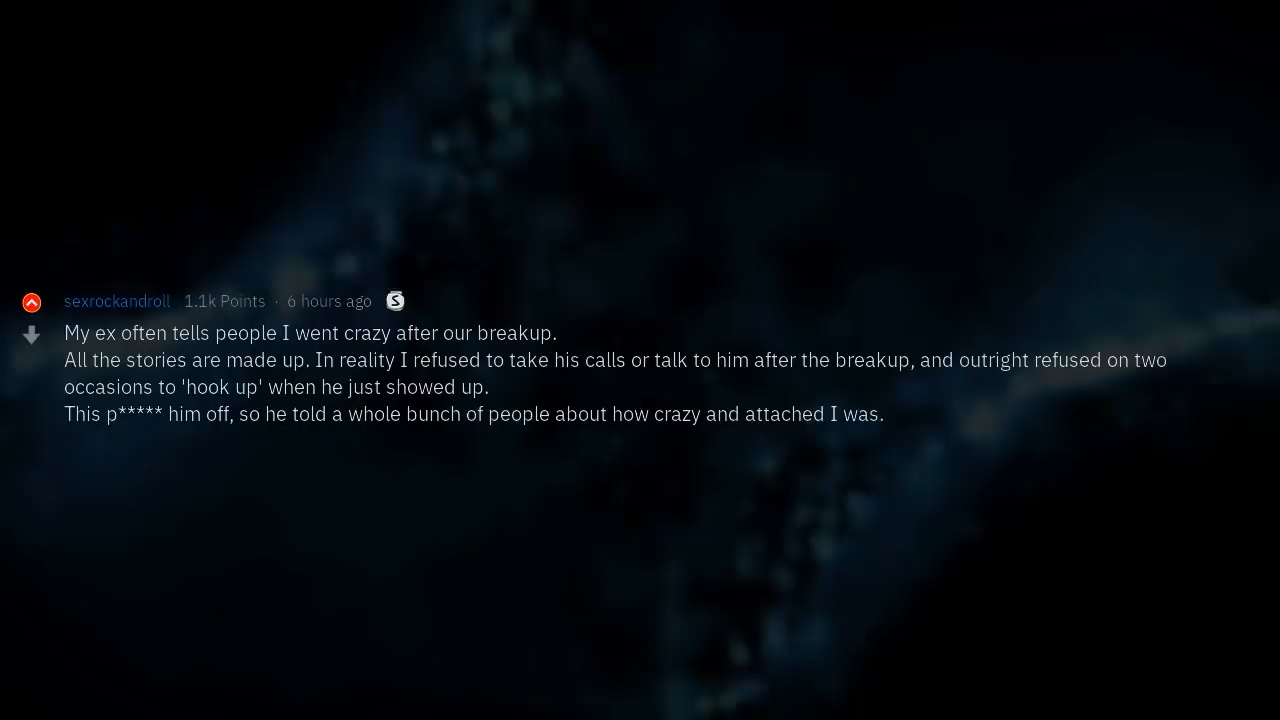 sexrockandroll 1.1k Points · 6 hours ago S
My ex often tells people I went crazy after our breakup.
All the stories are made up. In reality I refused to take his calls or talk to him after the breakup, and outright refused on two
occasions to 'hook up' when he just showed up.
This p***** him off, so he told a whole bunch of people about how crazy and attached I was.